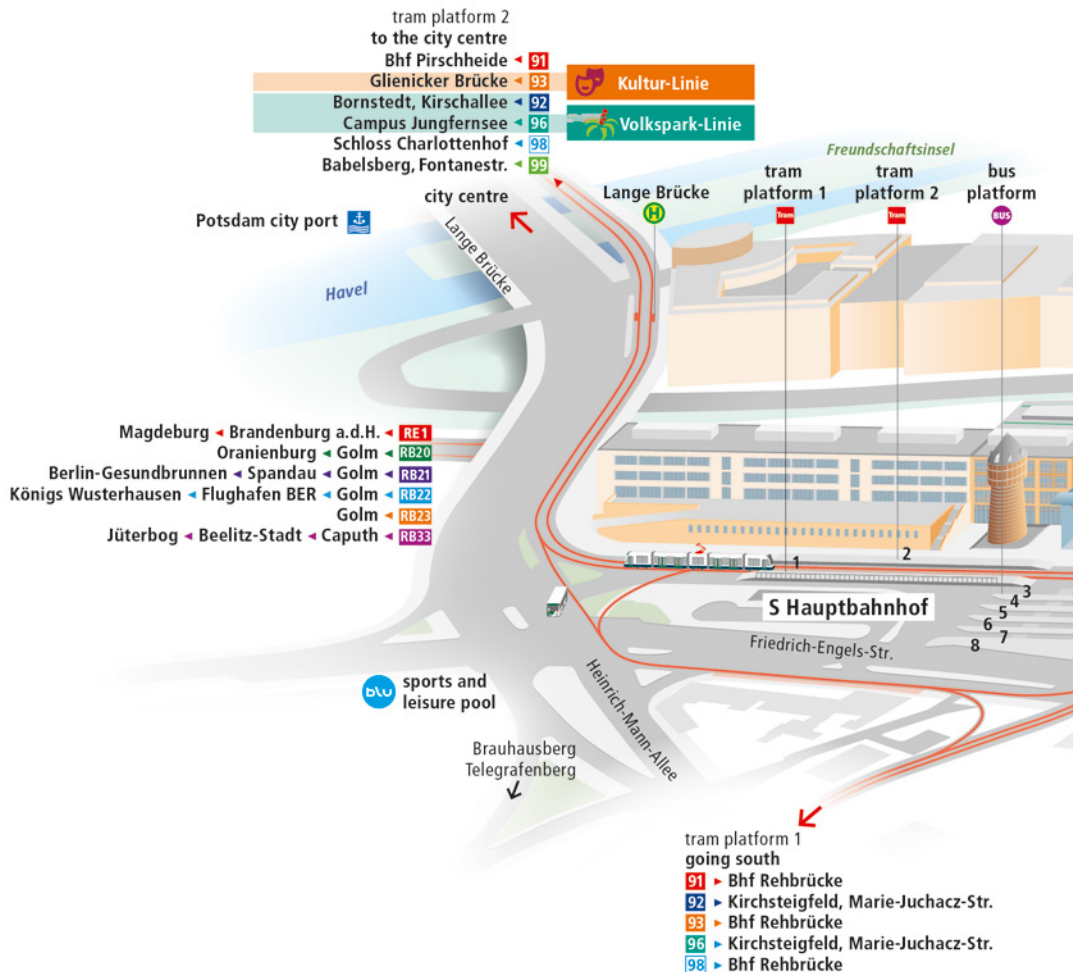 tram platform 2
to the city centre
Bhf Pirschheide ◄ 91
Glienicker Brücke ◄ 93
Kultur-Linie
Bornstedt, Kirschallee ◄ 92
Campus Jungfernsee ◄ 96
Volkspark-Linie
Schloss Charlottenhof ◄ 98
Babelsberg, Fontanestr. ◄ 99
Freundschaftsinsel
city centre
Lange Brücke
H
tram
platform 1
Tram
tram
platform 2
Tram
bus
platform
BUS
Potsdam city port
Lange Brücke
Havel
Magdeburg ◄ Brandenburg a.d.H. ◄ RE1
Oranienburg ◄ Golm ◄ RB20
Berlin-Gesundbrunnen ◄ Spandau ◄ Golm ◄ RB21
Königs Wusterhausen ◄ Flughafen BER ◄ Golm ◄ RB22
Golm ◄ RB23
Jüterbog ◄ Beelitz-Stadt ◄ Caputh ◄ RB33
1
2
3
4
5
6
7
8
S Hauptbahnhof
Friedrich-Engels-Str.
Heinrich-Mann-Allee
blu
sports and
leisure pool
Brauhausberg
Telegrafenberg
tram platform 1
going south
91 ► Bhf Rehbrücke
92 ► Kirchsteigfeld, Marie-Juchacz-Str.
93 ► Bhf Rehbrücke
96 ► Kirchsteigfeld, Marie-Juchacz-Str.
98 ► Bhf Rehbrücke